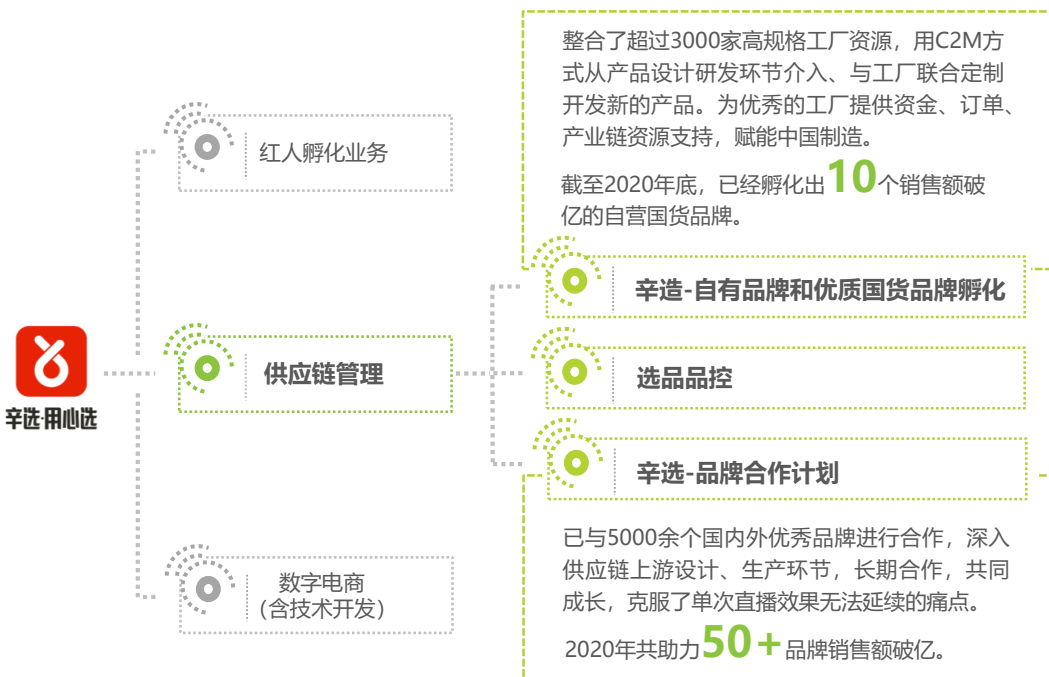 整合了超过3000家高规格工厂资源，用C2M方
式从产品设计研发环节介入、与工厂联合定制
开发新的产品。为优秀的工厂提供资金、订单、
产业链资源支持，赋能中国制造。
截至2020年底，已经孵化出10个销售额破
亿的自营国货品牌。
红人孵化业务
辛造-自有品牌和优质国货品牌孵化
供应链管理
选品品控
辛选·用心选
辛选-品牌合作计划
已与5000余个国内外优秀品牌进行合作，深入
供应链上游设计、生产环节，长期合作，共同
成长，克服了单次直播效果无法延续的痛点。
2020年共助力50+品牌销售额破亿。
数字电商
（含技术开发）